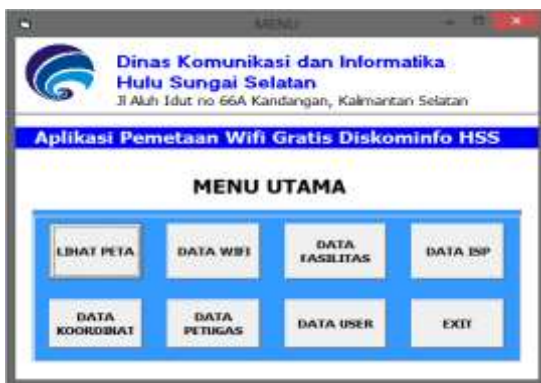 MENU
Dinas Komunikasi dan Informatika
Hulu Sungai Selatan
Jl Aluh Idut no 66A Kandangan, Kalimantan Selatan
Aplikasi Pemetaan Wifi Gratis Diskominfo HSS
MENU UTAMA
LIHAT PETA
DATA WIFI
DATA
FASILITAS
DATA ISP
DATA
KOORDINAT
DATA
PETUGAS
DATA USER
EXIT